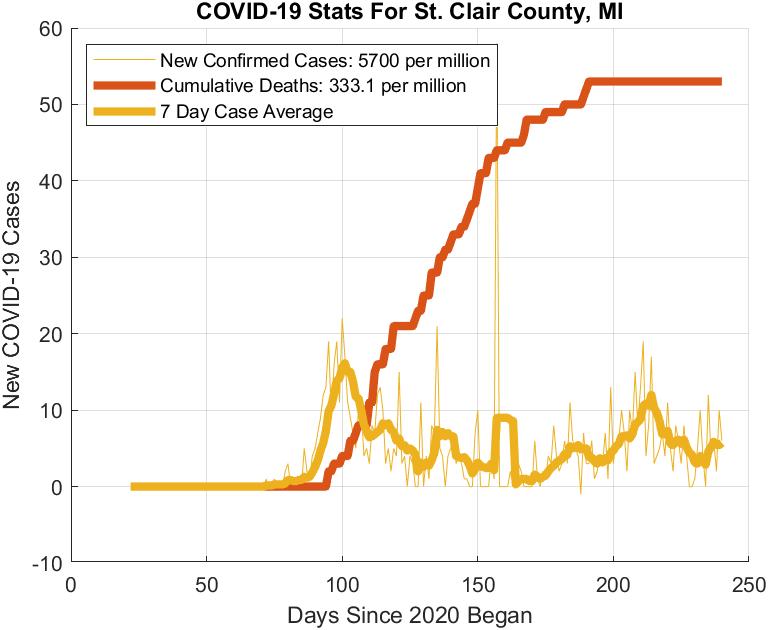 COVID-19 Stats For St. Clair County, MI
New Confirmed Cases: 5700 per million
Cumulative Deaths: 333.1 per million
7 Day Case Average
New COVID-19 Cases
60
50
40
30
20
10
0
-10
0 50 100 150 200 250
Days Since 2020 Began